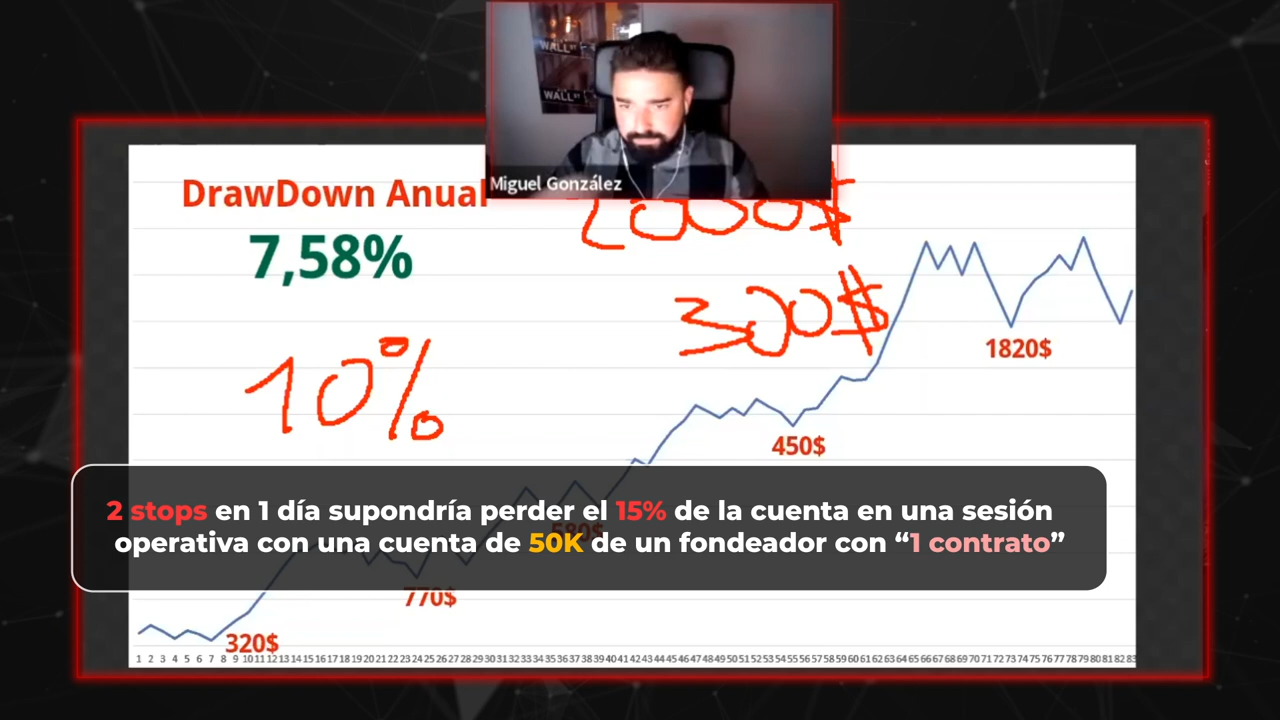 WALL ST
WALL ST
Miguel González
DrawDown Anual
7,58%
2000$
300$
10%
1820$
450$
2 stops en 1 día supondría perder el 15% de la cuenta en una sesión
operativa con una cuenta de 50K de un fondeador con “1 contrato”
580$
770$
320$
1 2 3 4 5 6 7 8 9 10 11 12 13 14 15 16 17 18 19 20 21 22 23 24 25 26 27 28 29 30 31 32 33 34 35 36 37 38 39 40 41 42 43 44 45 46 47 48 49 50 51 52 53 54 55 56 57 58 59 60 61 62 63 64 65 66 67 68 69 70 71 72 73 74 75 76 77 78 79 80 81 82 83